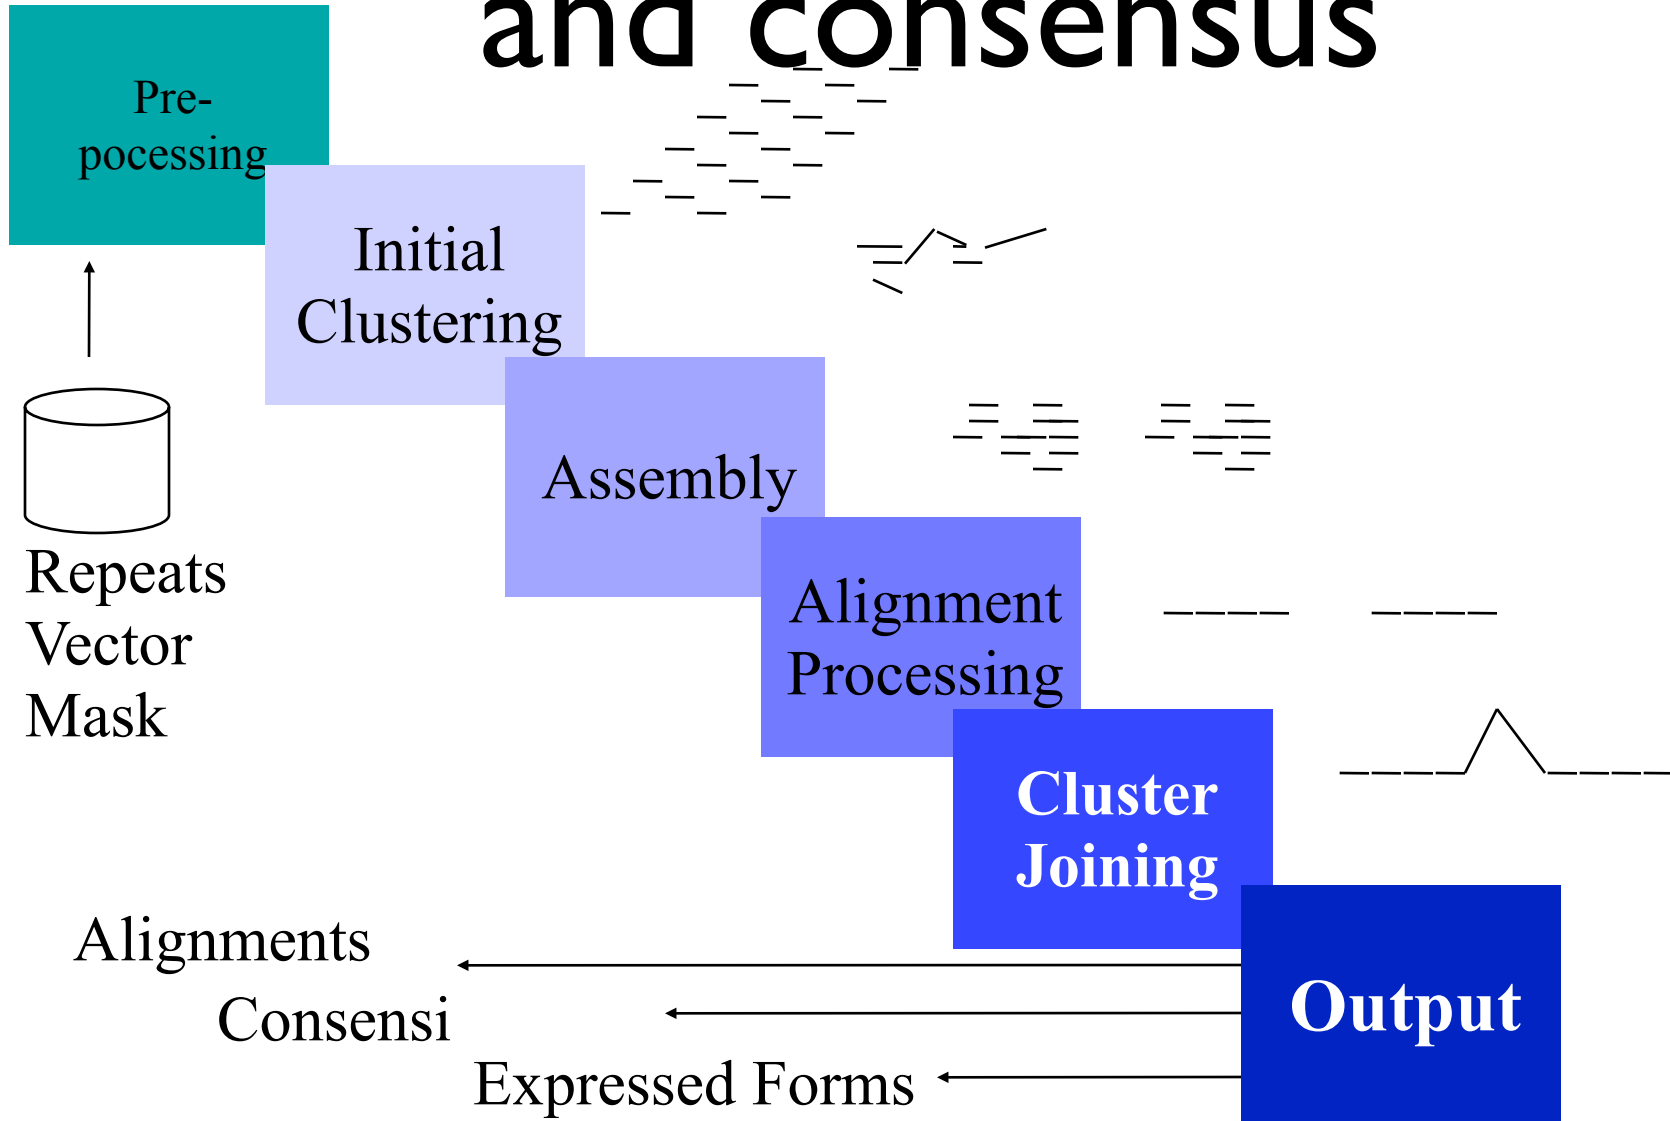 and consensus
Pre-
pocessing
Initial
Clustering
Assembly
Repeats
Vector
Mask
Alignment
Processing
Cluster
Joining
Alignments
Consensi
Expressed Forms
Output